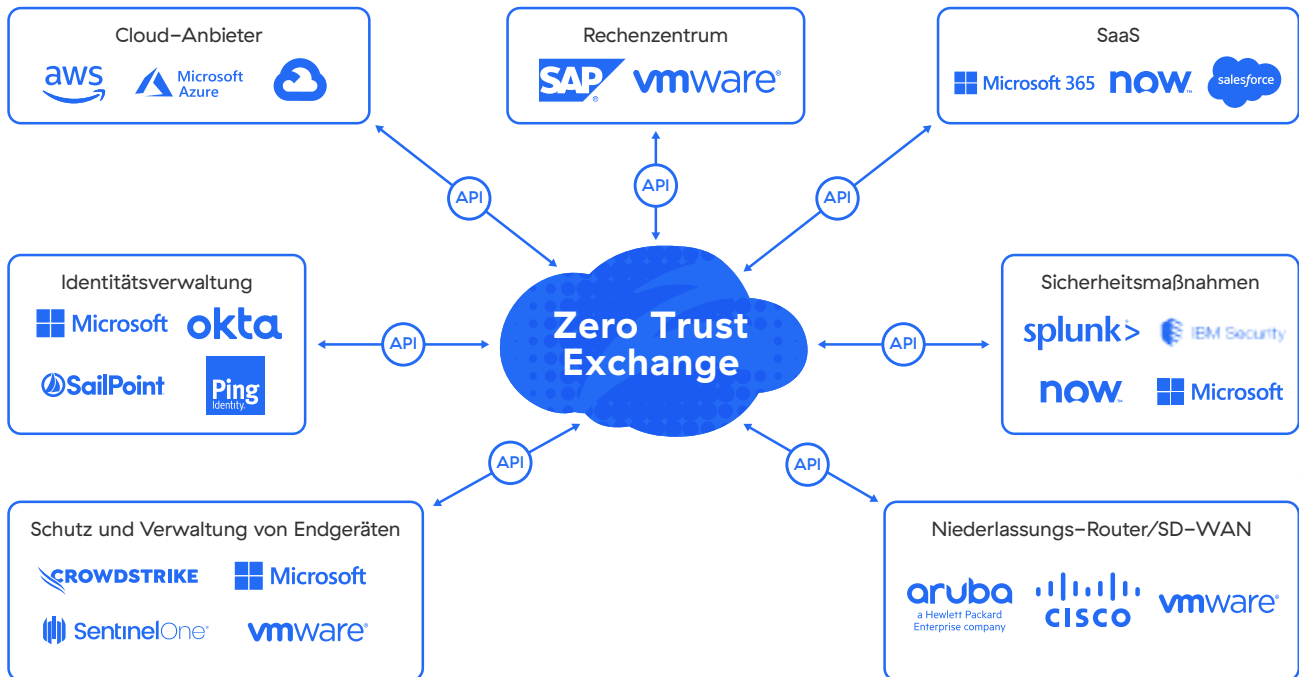 Cloud-Anbieter
aws
Microsoft
Azure
Rechenzentrum
SAP®
vmware®
SaaS
Microsoft 365
now™
salesforce
API
API
API
Identitätsverwaltung
Microsoft
okta
SailPoint
Ping
Identity®
API
Zero Trust
Exchange
API
Sicherheitsmaßnahmen
splunk>
IBM Security
now™
Microsoft
API
API
Schutz und Verwaltung von Endgeräten
CROWDSTRIKE
Microsoft
SentinelOne®
vmware®
Niederlassungs-Router/SD-WAN
aruba
a Hewlett Packard
Enterprise company
CISCO
vmware®